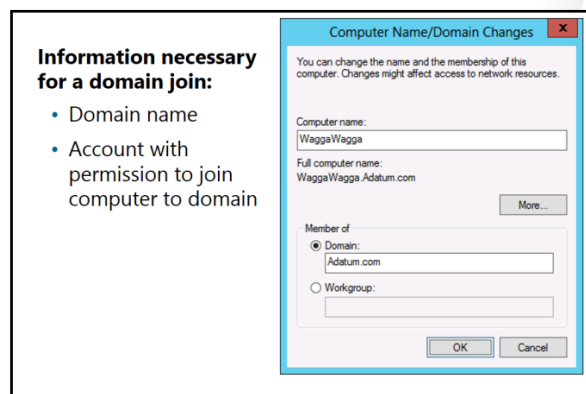 Information necessary
for a domain join:
• Domain name
• Account with
permission to join
computer to domain
Computer Name/Domain Changes
x
You can change the name and the membership of this
computer. Changes might affect access to network resources.
Computer name:
WaggaWagga
Full computer name:
WaggaWagga.Adatum.com
More...
Member of
Domain:
Adatum.com
Workgroup:
OK
Cancel